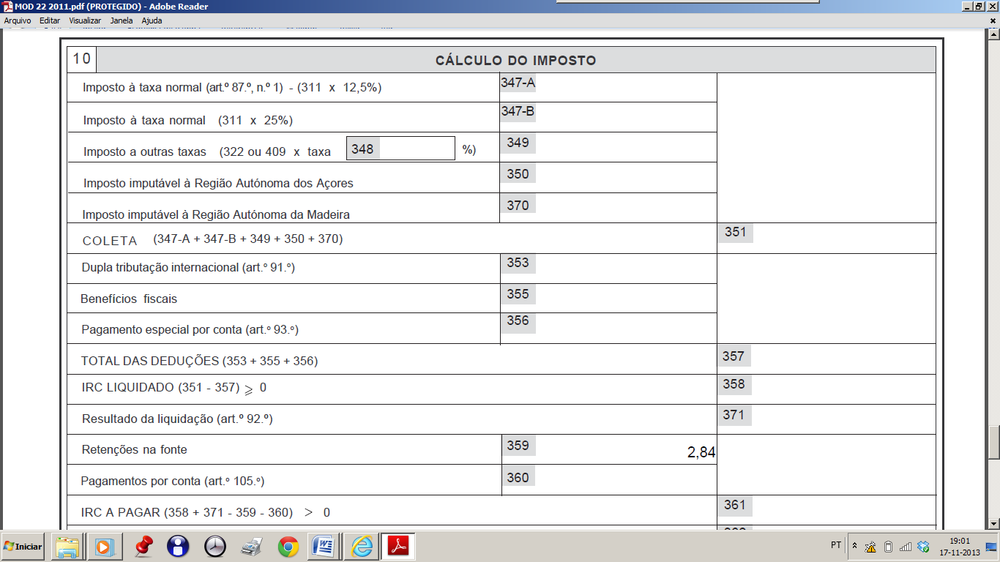 MOD 22 2011.pdf (PROTEGIDO) - Adobe Reader
Arquivo Editar Visualizar Janela Ajuda
10 CÁLCULO DO IMPOSTO
Imposto à taxa normal (art.º 87.º, n.º 1) - (311 x 12,5%) 347-A
Imposto à taxa normal (311 x 25%) 347-B
Imposto a outras taxas (322 ou 409 x taxa 348 %) 349
Imposto imputável à Região Autónoma dos Açores 350
Imposto imputável à Região Autónoma da Madeira 370
COLETA (347-A + 347-B + 349 + 350 + 370) 351
Dupla tributação internacional (art.º 91.º) 353
Benefícios fiscais 355
Pagamento especial por conta (art.º 93.º) 356
TOTAL DAS DEDUÇÕES (353 + 355 + 356) 357
IRC LIQUIDADO (351 - 357) ⩾ 0 358
Resultado da liquidação (art.º 92.º) 371
Retenções na fonte 359 2,84
Pagamentos por conta (art.º 105.º) 360
IRC A PAGAR (358 + 371 - 359 - 360) > 0 361
Iniciar PT 19:01
17-11-2013